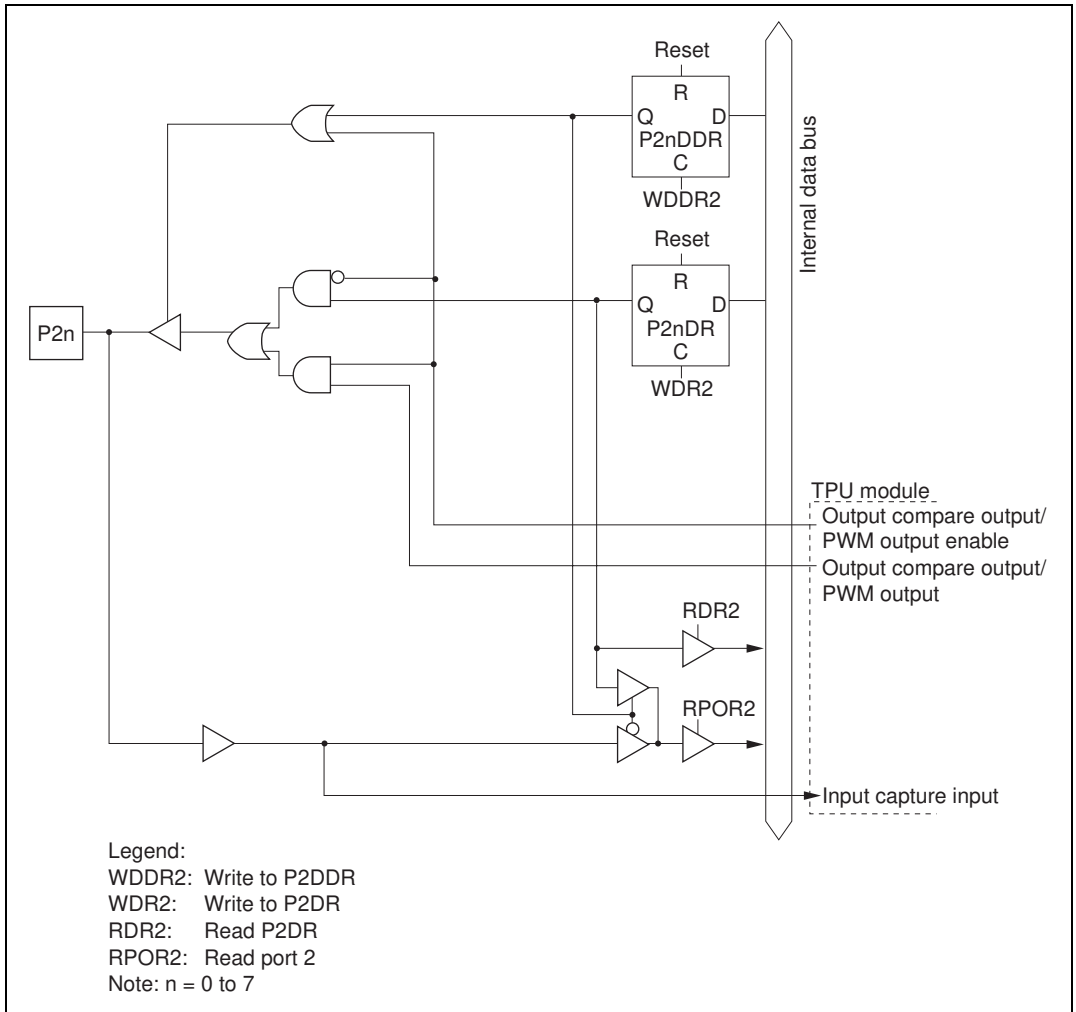 Reset
R
Q D
P2nDDR
C
WDDR2
Internal data bus
Reset
R
Q D
P2nDR
C
WDR2
P2n
TPU module
Output compare output/
PWM output enable
Output compare output/
PWM output
RDR2
RPOR2
Input capture input
Legend:
WDDR2: Write to P2DDR
WDR2: Write to P2DR
RDR2: Read P2DR
RPOR2: Read port 2
Note: n = 0 to 7